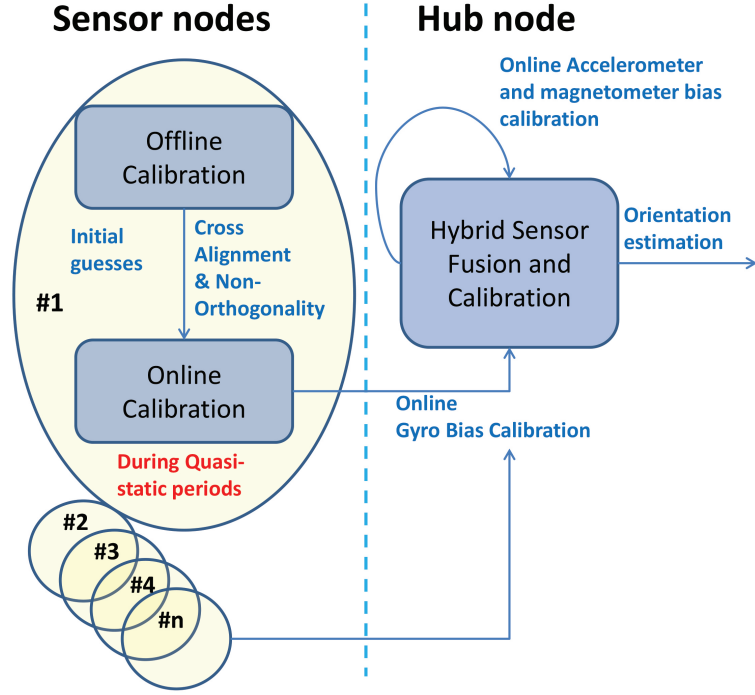 Sensor nodes
Hub node
Online Accelerometer
and magnetometer bias
calibration
Offline
Calibration
Initial
guesses
Cross
Alignment
& Non-
Orthogonality
#1
Hybrid Sensor
Fusion and
Calibration
Orientation
estimation
Online
Calibration
Online
Gyro Bias Calibration
During Quasi-
static periods
#2
#3
#4
#n